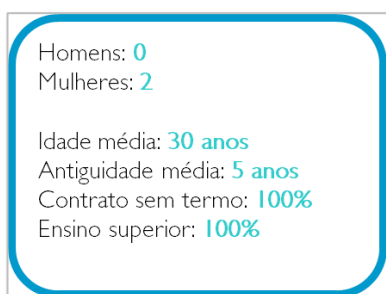 Homens: 0
Mulheres: 2
Idade média: 30 anos
Antiguidade média: 5 anos
Contrato sem termo: 100%
Ensino superior: 100%